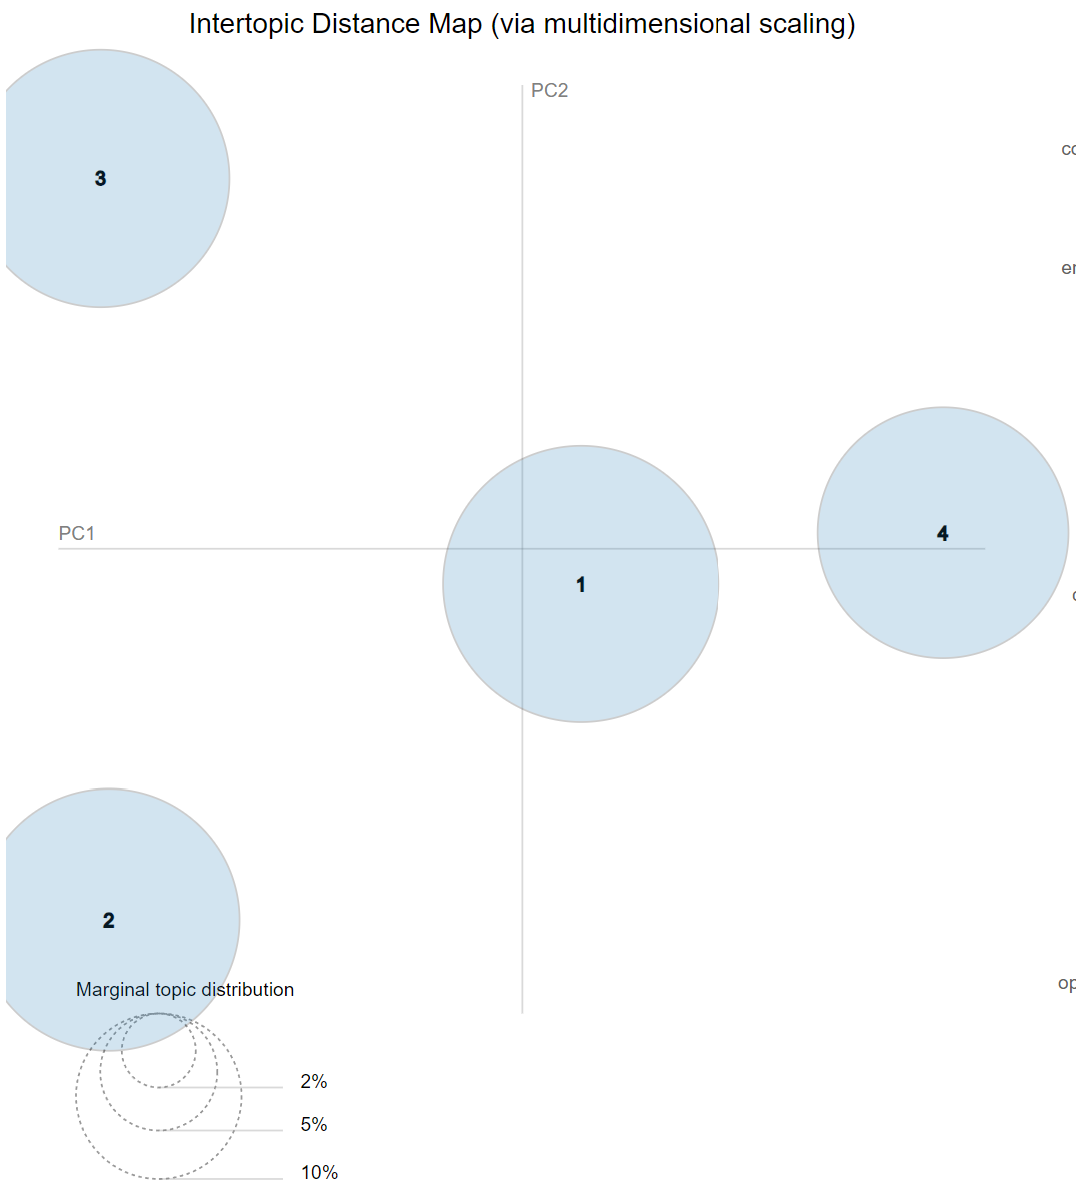 Intertopic Distance Map (via multidimensional scaling)
PC2
3
PC1
4
1
2
Marginal topic distribution
2%
5%
10%